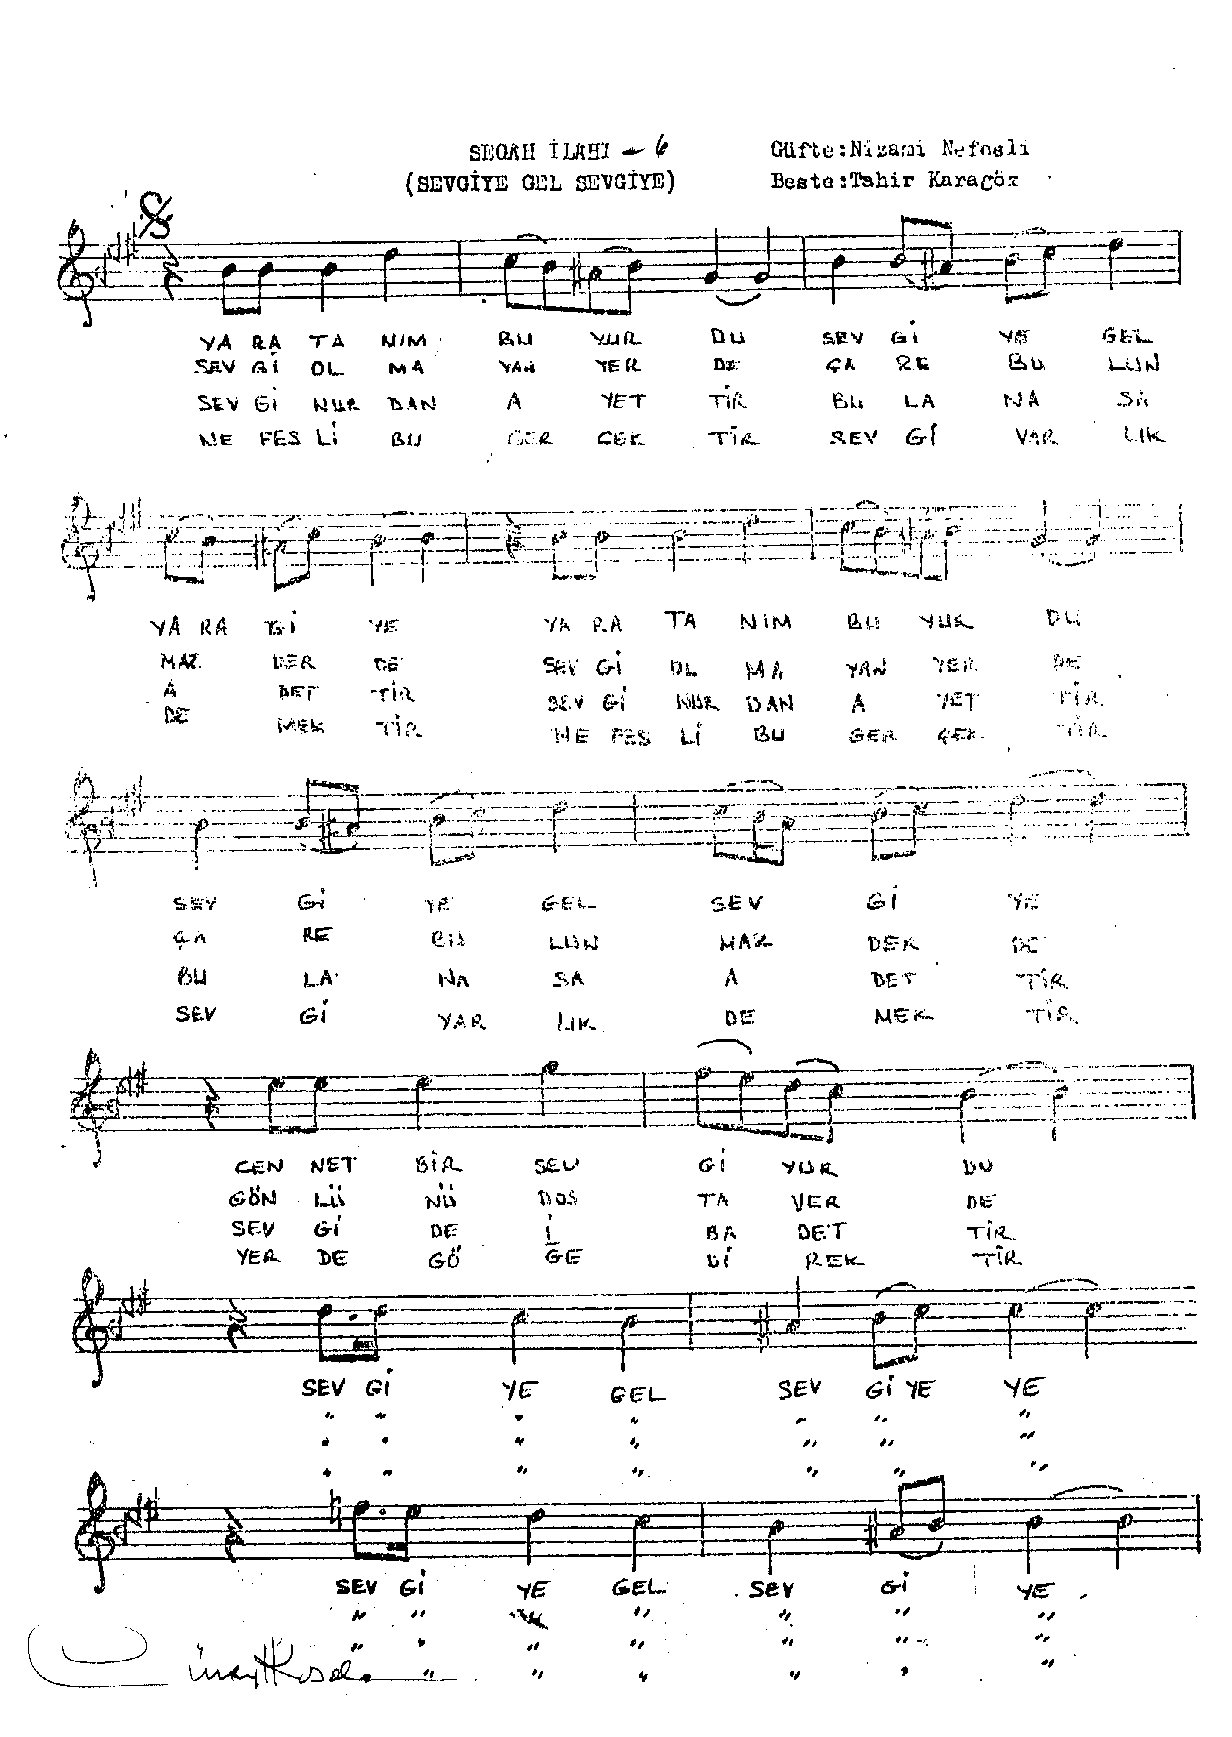 SEGAH İLAHI - 6
(SEVGİYE GEL SEVGİYE)
Güfte:Nizami Nefesli
Beste:Tahir Karagöz
YA RA TA NIM BU YUR DU SEV Gİ YE GEL
SEV Gİ OL MA YAN YER DE ÇA RE BU LUN
SEV Gİ NUR DAN A YET TİR BU LA NA SA
NE FES Lİ BU GER ÇEK TİR SEV Gİ VAR LIK
YA RA Gİ YE YA RA TA NIM BU YUR DU
MAZ DER DE SEV Gİ OL MA YAN YER DE
A DET TİR SEV Gİ NUR DAN A YET TİR
DE MEK TİR NE FES Lİ BU GER ÇEK TİR
SEV Gİ YE GEL SEV Gİ YE
ÇA RE BU LUN MAZ DER DE
BU LA NA SA A DET TİR
SEV Gİ VAR LIK DE MEK TİR
CEN NET BİR SEV Gİ YUR DU
GÖN LÜ NÜ DOS TA VER DE
SEV Gİ DE İ BA DET TİR
YER DE GÖ ĞE Dİ REK TİR
SEV Gİ YE GEL SEV Gİ YE YE
" " " " " " "
" " " " " " "
" " " " " " "
SEV Gİ YE GEL SEV Gİ YE
" " " " " "
" " " " " " "
" " " " " "